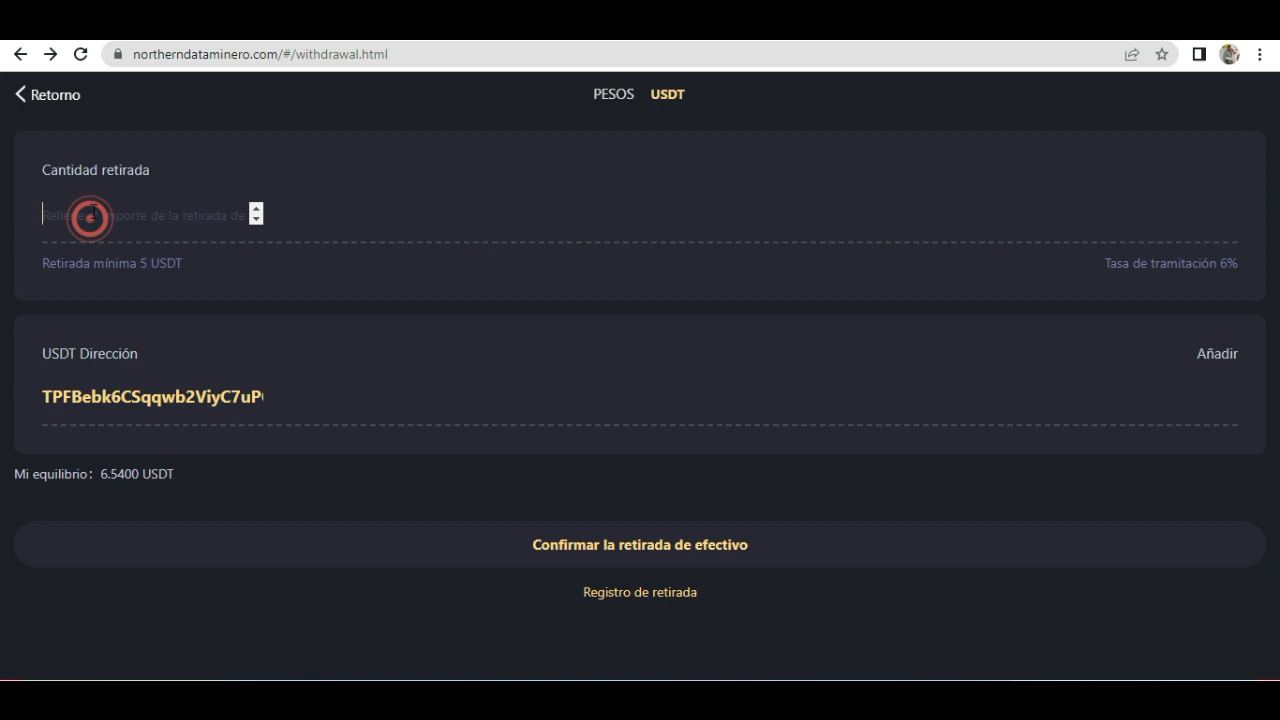 northerndataminero.com/#/withdrawal.html
Retorno
PESOS USDT
Cantidad retirada
importe de la retirada de
Retirada mínima 5 USDT
Tasa de tramitación 6%
USDT Dirección
Añadir
TPFBebk6CSqqwb2ViyC7uP
Mi equilibrio: 6.5400 USDT
Confirmar la retirada de efectivo
Registro de retirada